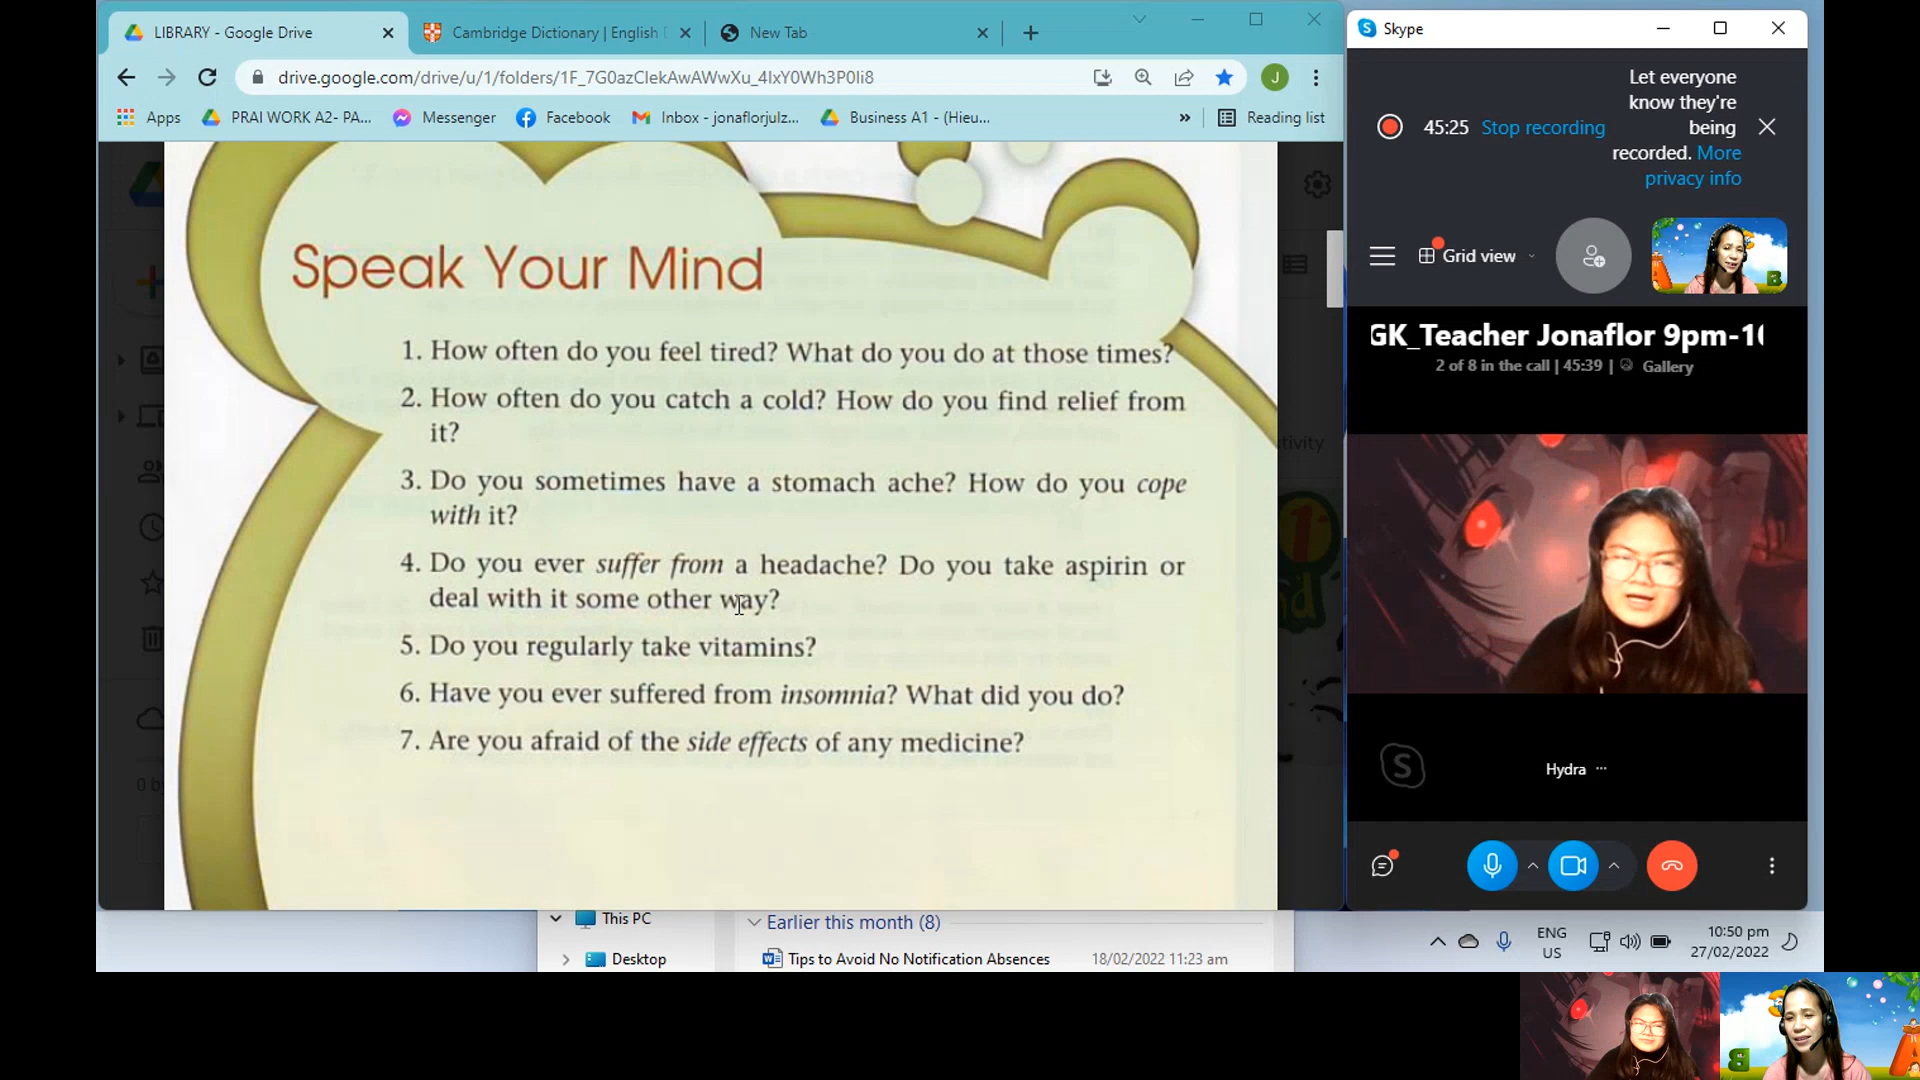 LIBRARY - Google Drive
Cambridge Dictionary | English
New Tab
drive.google.com/drive/u/1/folders/1F_7G0azClekAwAWwXu_4lxY0Wh3P0Ii8
J
Apps
PRAI WORK A2- PA...
Messenger
Facebook
Inbox - jonaflorjulz...
Business A1 - (Hieu...
»
Reading list
Speak Your Mind
1. How often do you feel tired? What do you do at those times?
2. How often do you catch a cold? How do you find relief from
it?
3. Do you sometimes have a stomach ache? How do you cope
with it?
4. Do you ever suffer from a headache? Do you take aspirin or
deal with it some other way?
5. Do you regularly take vitamins?
6. Have you ever suffered from insomnia? What did you do?
7. Are you afraid of the side effects of any medicine?
This PC
Desktop
Earlier this month (8)
Tips to Avoid No Notification Absences
18/02/2022 11:23 am
Skype
45:25
Stop recording
Let everyone
know they're
being
recorded. More
privacy info
Grid view
GK_Teacher Jonaflor 9pm-10
2 of 8 in the call | 45:39 | Gallery
Hydra ...
ENG
US
10:50 pm
27/02/2022